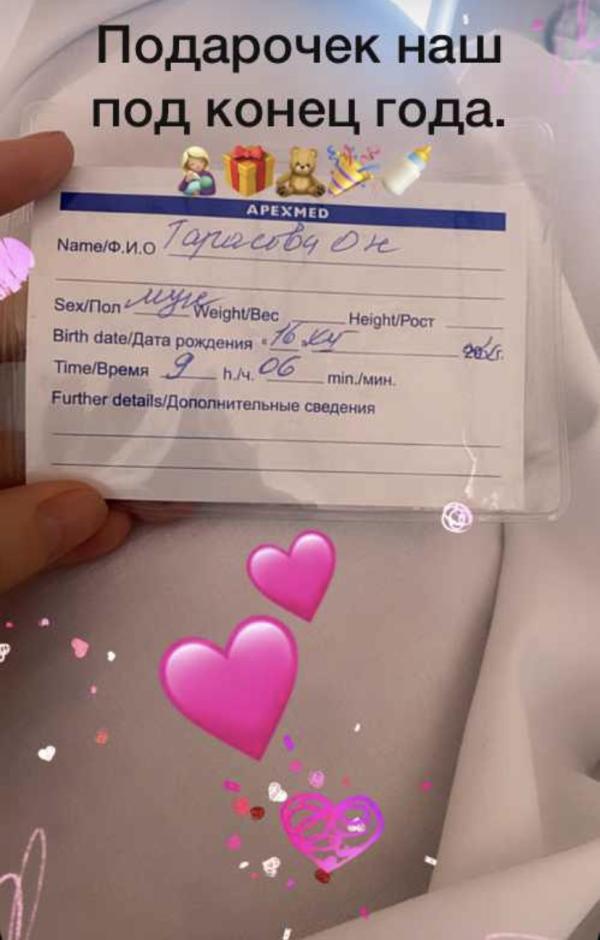 Подарочек наш
под конец года.
APEXMED
Name/Ф.И.О Тарасова О Н
Sex/Пол муж Weight/Вес Height/Рост
Birth date/Дата рождения « 16 XII г.
Time/Время 9 h./ч. 06 min./мин.
Further details/Дополнительные сведения